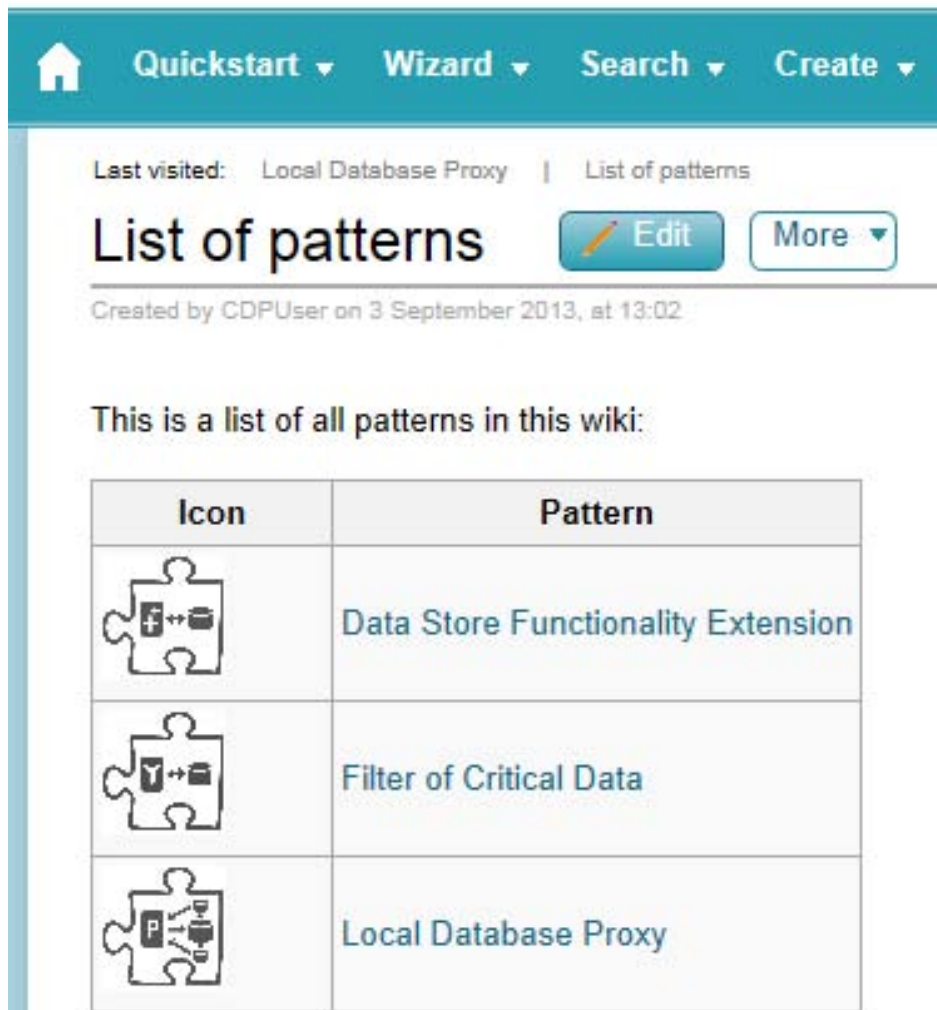 Quickstart Wizard Search Create
Last visited: Local Database Proxy | List of patterns
List of patterns Edit More
Created by CDPUser on 3 September 2013, at 13:02
This is a list of all patterns in this wiki:
Icon Pattern
Data Store Functionality Extension
Y Filter of Critical Data
P Local Database Proxy